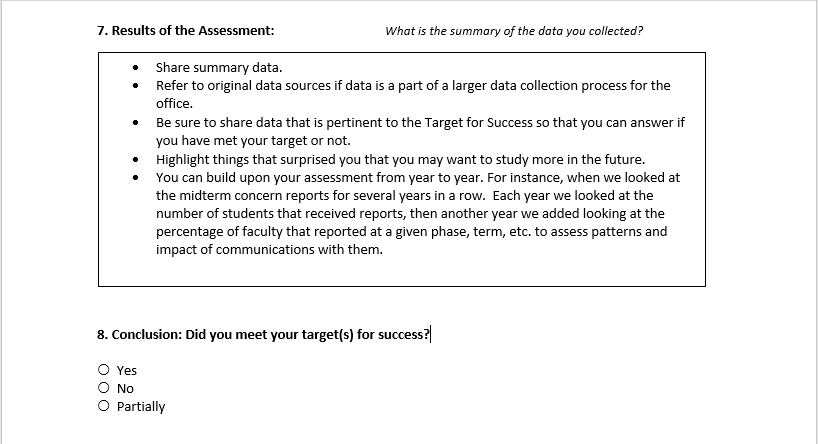 7. Results of the Assessment: What is the summary of the data you collected?
• Share summary data.
• Refer to original data sources if data is a part of a larger data collection process for the
office.
• Be sure to share data that is pertinent to the Target for Success so that you can answer if
you have met your target or not.
• Highlight things that surprised you that you may want to study more in the future.
• You can build upon your assessment from year to year. For instance, when we looked at
the midterm concern reports for several years in a row.  Each year we looked at the
number of students that received reports, then another year we added looking at the
percentage of faculty that reported at a given phase, term, etc. to assess patterns and
impact of communications with them.
8. Conclusion: Did you meet your target(s) for success?
○ Yes
○ No
○ Partially